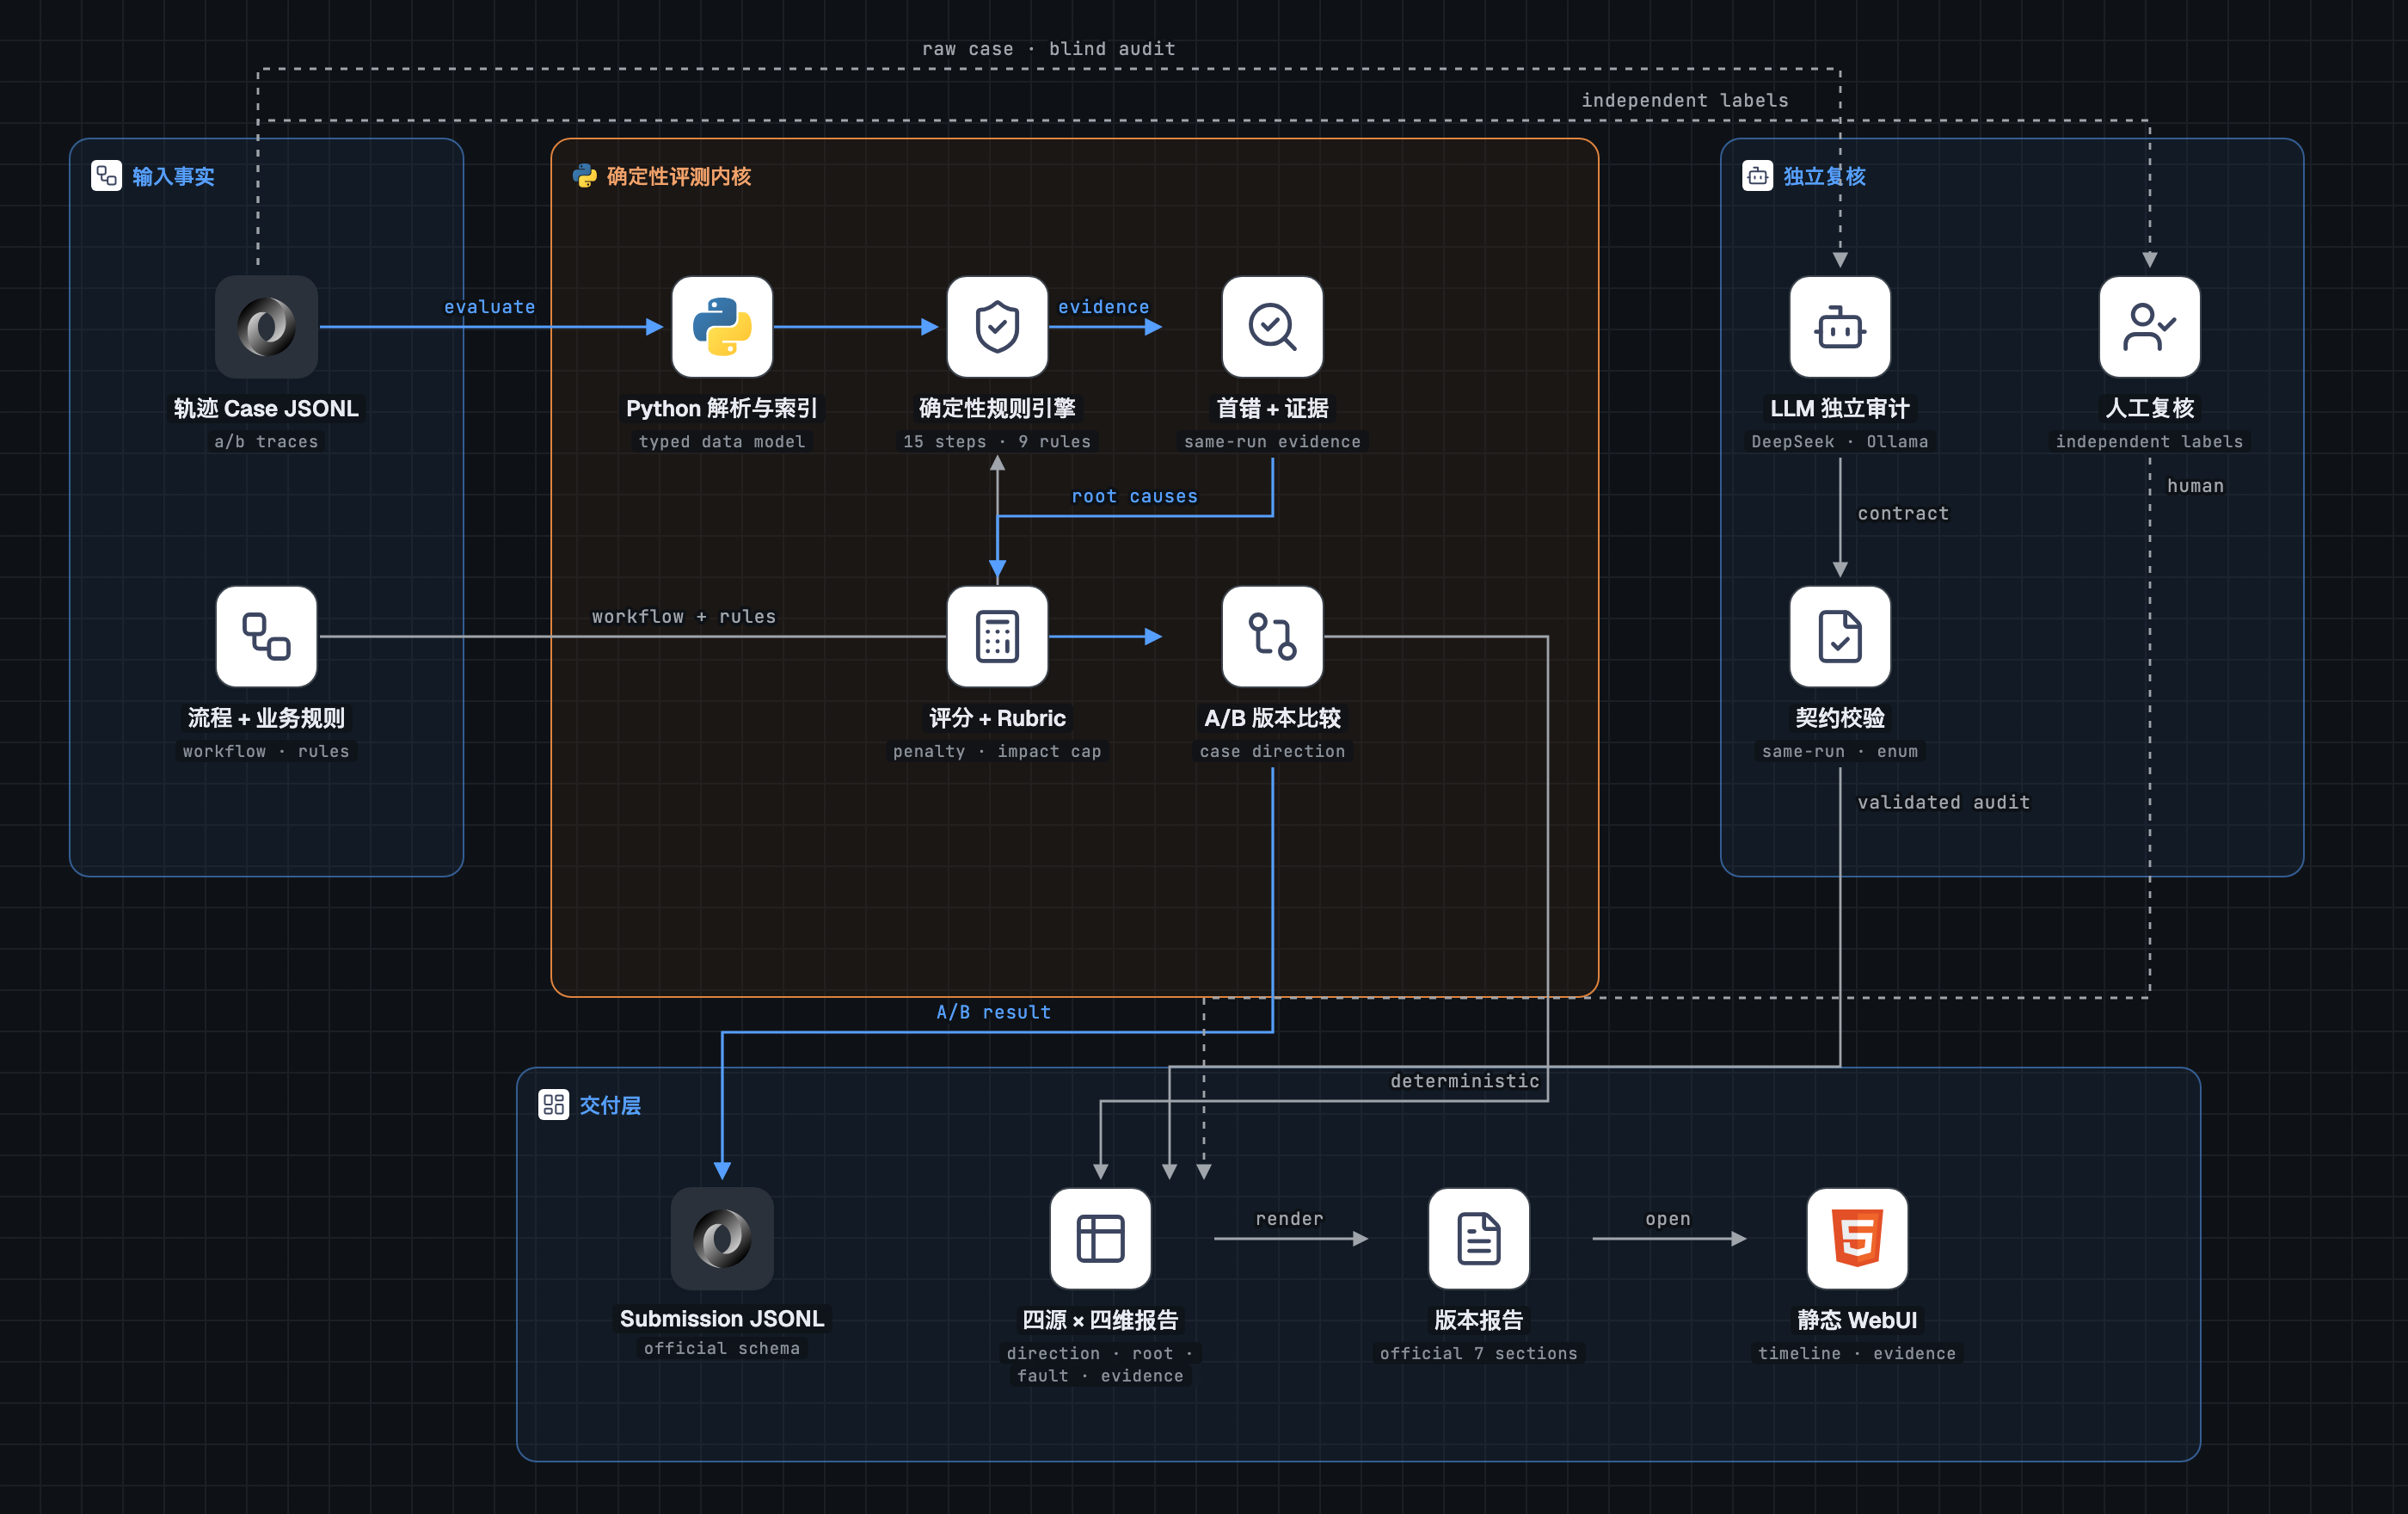 raw case · blind audit
independent labels
输入事实
轨迹 Case JSONL
a/b traces
流程 + 业务规则
workflow · rules
evaluate
workflow + rules
确定性评测内核
Python 解析与索引
typed data model
确定性规则引擎
15 steps · 9 rules
evidence
首错 + 证据
same-run evidence
root causes
评分 + Rubric
penalty · impact cap
A/B 版本比较
case direction
独立复核
LLM 独立审计
DeepSeek · Ollama
人工复核
independent labels
human
contract
契约校验
same-run · enum
validated audit
A/B result
deterministic
交付层
Submission JSONL
official schema
四源 × 四维报告
direction · root ·
fault · evidence
render
版本报告
official 7 sections
open
静态 WebUI
timeline · evidence